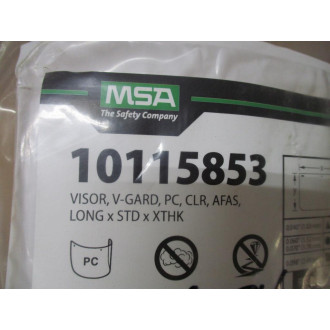 MSA
The Safety Company
10115853
VISOR, V-GARD, PC, CLR, AFAS,
LONG x STD x XTHK
PC